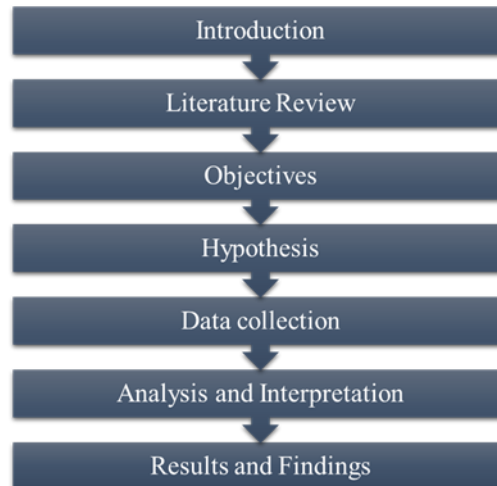 Introduction
Literature Review
Objectives
Hypothesis
Data collection
Analysis and Interpretation
Results and Findings